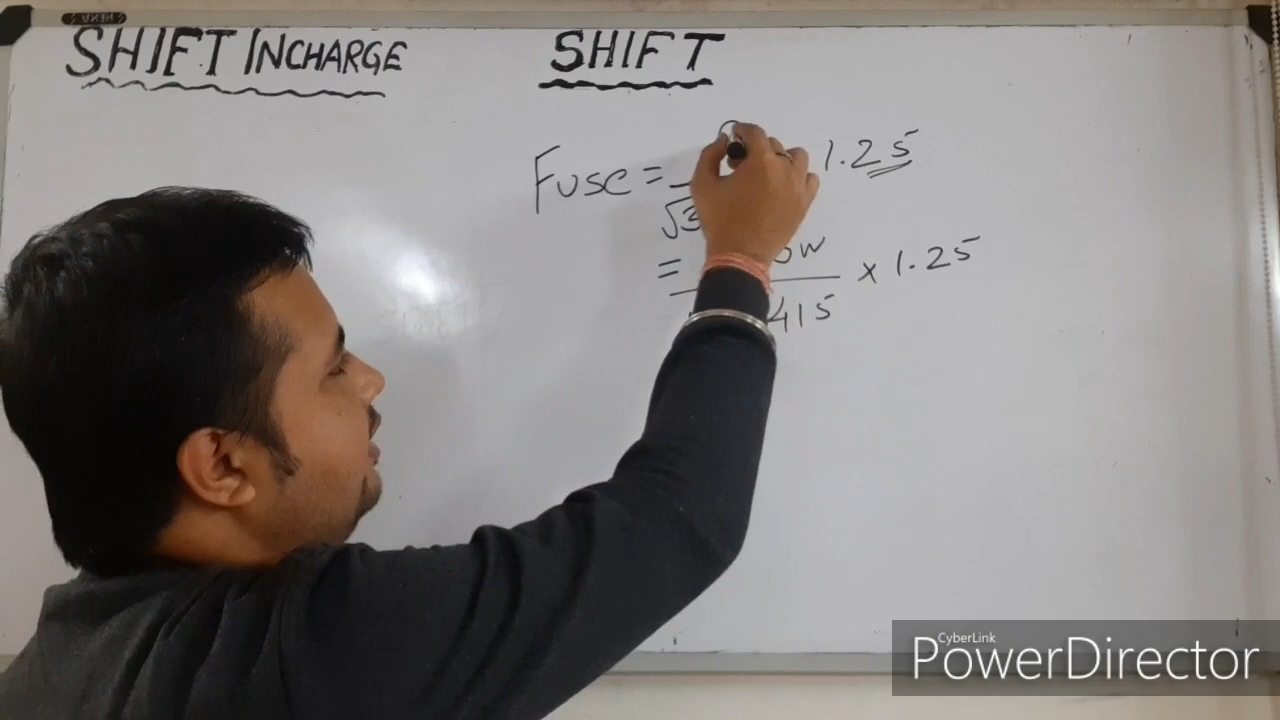 SHIFT INCHARGE SHIFT
Fuse = √3 1.25
= 0W
415 × 1.25
CyberLink
PowerDirector